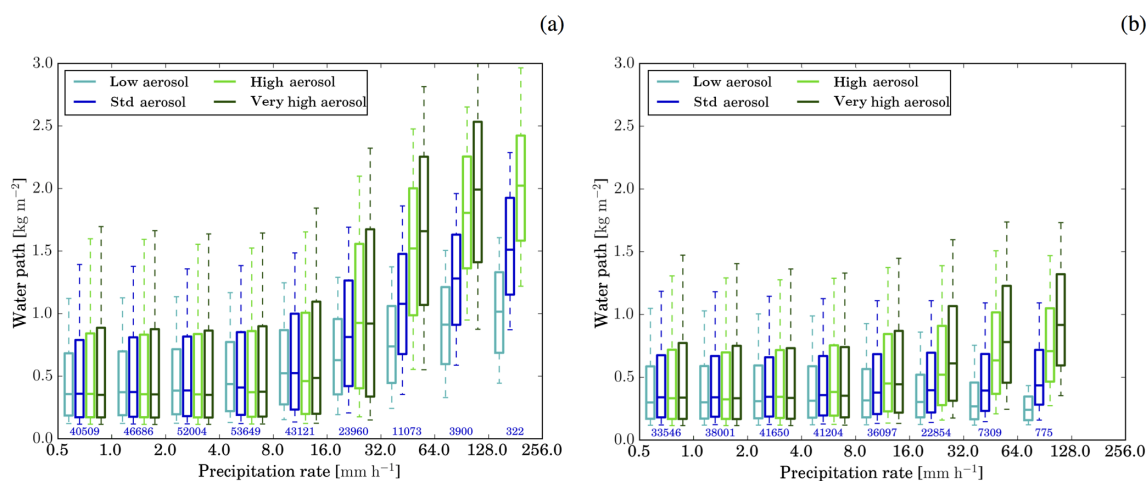 (a)
3.0
Low aerosol
High aerosol
Std aerosol
Very high aerosol
2.5
2.0
1.5
1.0
0.5
0.0
Water path [kg m−2]
40509 46686 52004 53649 43121 23960 11073 3900 322
0.5 1.0 2.0 4.0 8.0 16.0 32.0 64.0 128.0 256.0
Precipitation rate [mm h−1]
(b)
3.0
Low aerosol
High aerosol
Std aerosol
Very high aerosol
2.5
2.0
1.5
1.0
0.5
0.0
Water path [kg m−2]
33546 38001 41650 41204 36097 22854 7309 775
0.5 1.0 2.0 4.0 8.0 16.0 32.0 64.0 128.0 256.0
Precipitation rate [mm h−1]